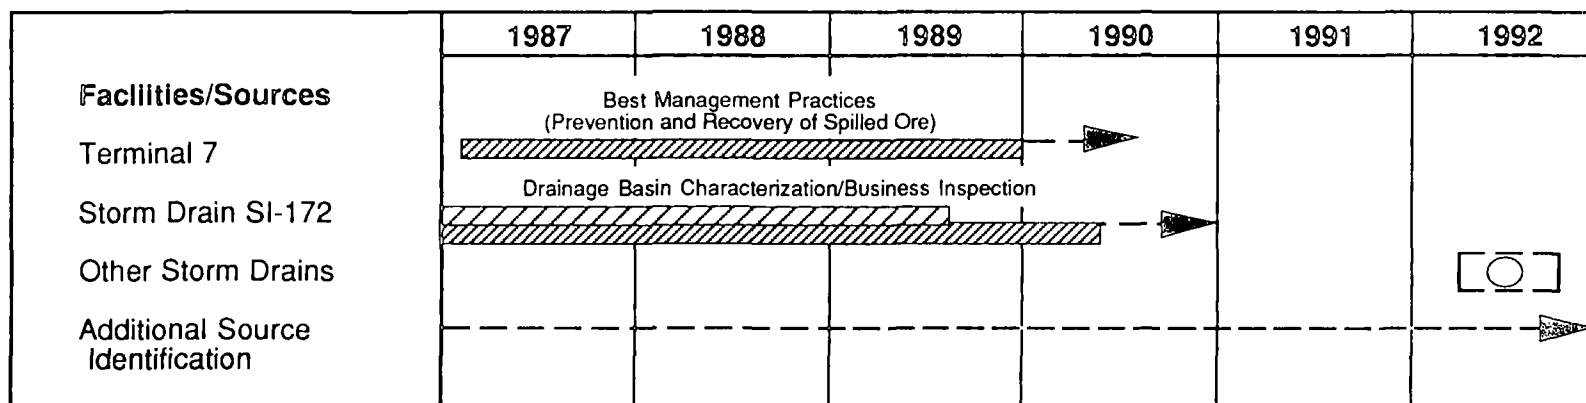 1987 1988 1989 1990 1991 1992
Facilities/Sources
Best Management Practices
(Prevention and Recovery of Spilled Ore)
Terminal 7
Drainage Basin Characterization/Business Inspection
Storm Drain SI-172
Other Storm Drains
Additional Source
Identification